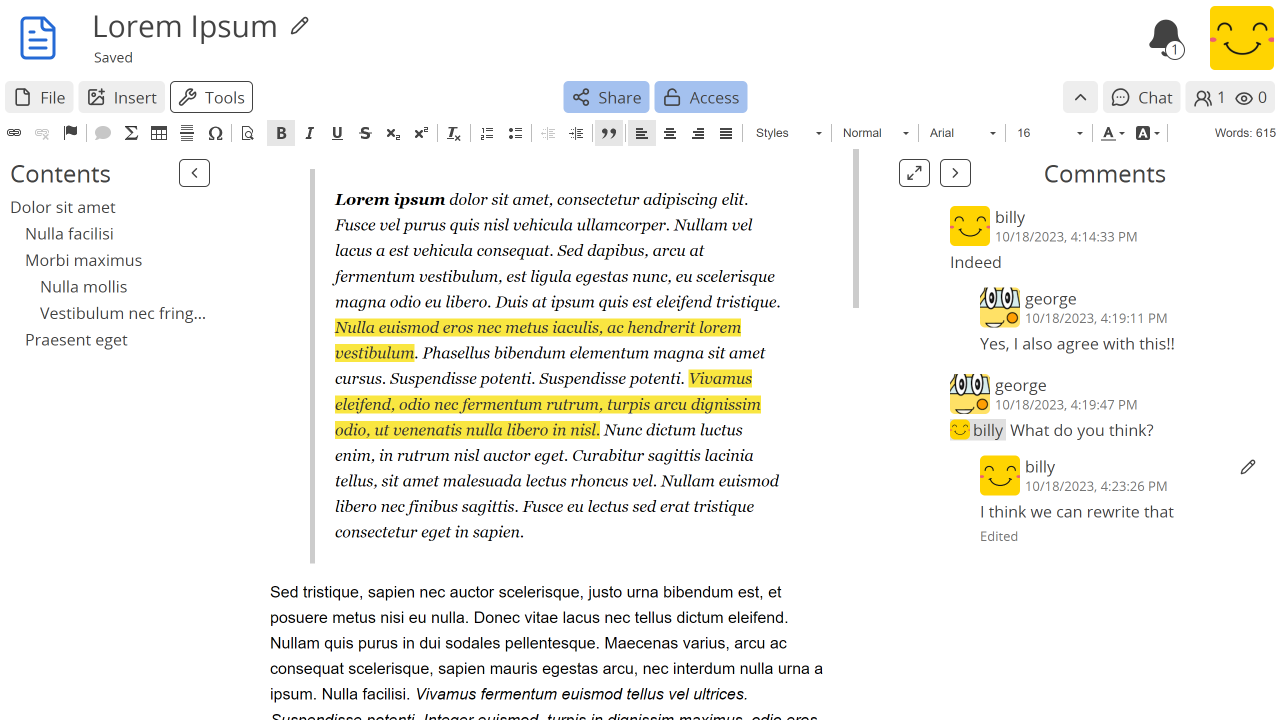 Lorem Ipsum
Saved
1
File
Insert
Tools
Share
Access
Chat
1
0
B I U S x₂ x² Tx Σ Ω
Styles
Normal
Arial
16
A
A
Words: 615
Contents
Dolor sit amet
Nulla facilisi
Morbi maximus
Nulla mollis
Vestibulum nec fring...
Praesent eget
Lorem ipsum dolor sit amet, consectetur adipiscing elit.
Fusce vel purus quis nisl vehicula ullamcorper. Nullam vel
lacus a est vehicula consequat. Sed dapibus, arcu at
fermentum vestibulum, est ligula egestas nunc, eu scelerisque
magna odio eu libero. Duis at ipsum quis est eleifend tristique.
Nulla euismod eros nec metus iaculis, ac hendrerit lorem
vestibulum. Phasellus bibendum elementum magna sit amet
cursus. Suspendisse potenti. Suspendisse potenti. Vivamus
eleifend, odio nec fermentum rutrum, turpis arcu dignissim
odio, ut venenatis nulla libero in nisl. Nunc dictum luctus
enim, in rutrum nisl auctor eget. Curabitur sagittis lacinia
tellus, sit amet malesuada lectus rhoncus vel. Nullam euismod
libero nec finibus sagittis. Fusce eu lectus sed erat tristique
consectetur eget in sapien.
Sed tristique, sapien nec auctor scelerisque, justo urna bibendum est, et
posuere metus nisi eu nulla. Donec vitae lacus nec tellus dictum eleifend.
Nullam quis purus in dui sodales pellentesque. Maecenas varius, arcu ac
consequat scelerisque, sapien mauris egestas arcu, nec interdum nulla urna a
ipsum. Nulla facilisi. Vivamus fermentum euismod tellus vel ultrices.
Suspendisse potenti. Integer euismod, turpis in dignissim maximus, odio eros
Comments
billy
10/18/2023, 4:14:33 PM
Indeed
george
10/18/2023, 4:19:11 PM
Yes, I also agree with this!!
george
10/18/2023, 4:19:47 PM
billy What do you think?
billy
10/18/2023, 4:23:26 PM
I think we can rewrite that
Edited